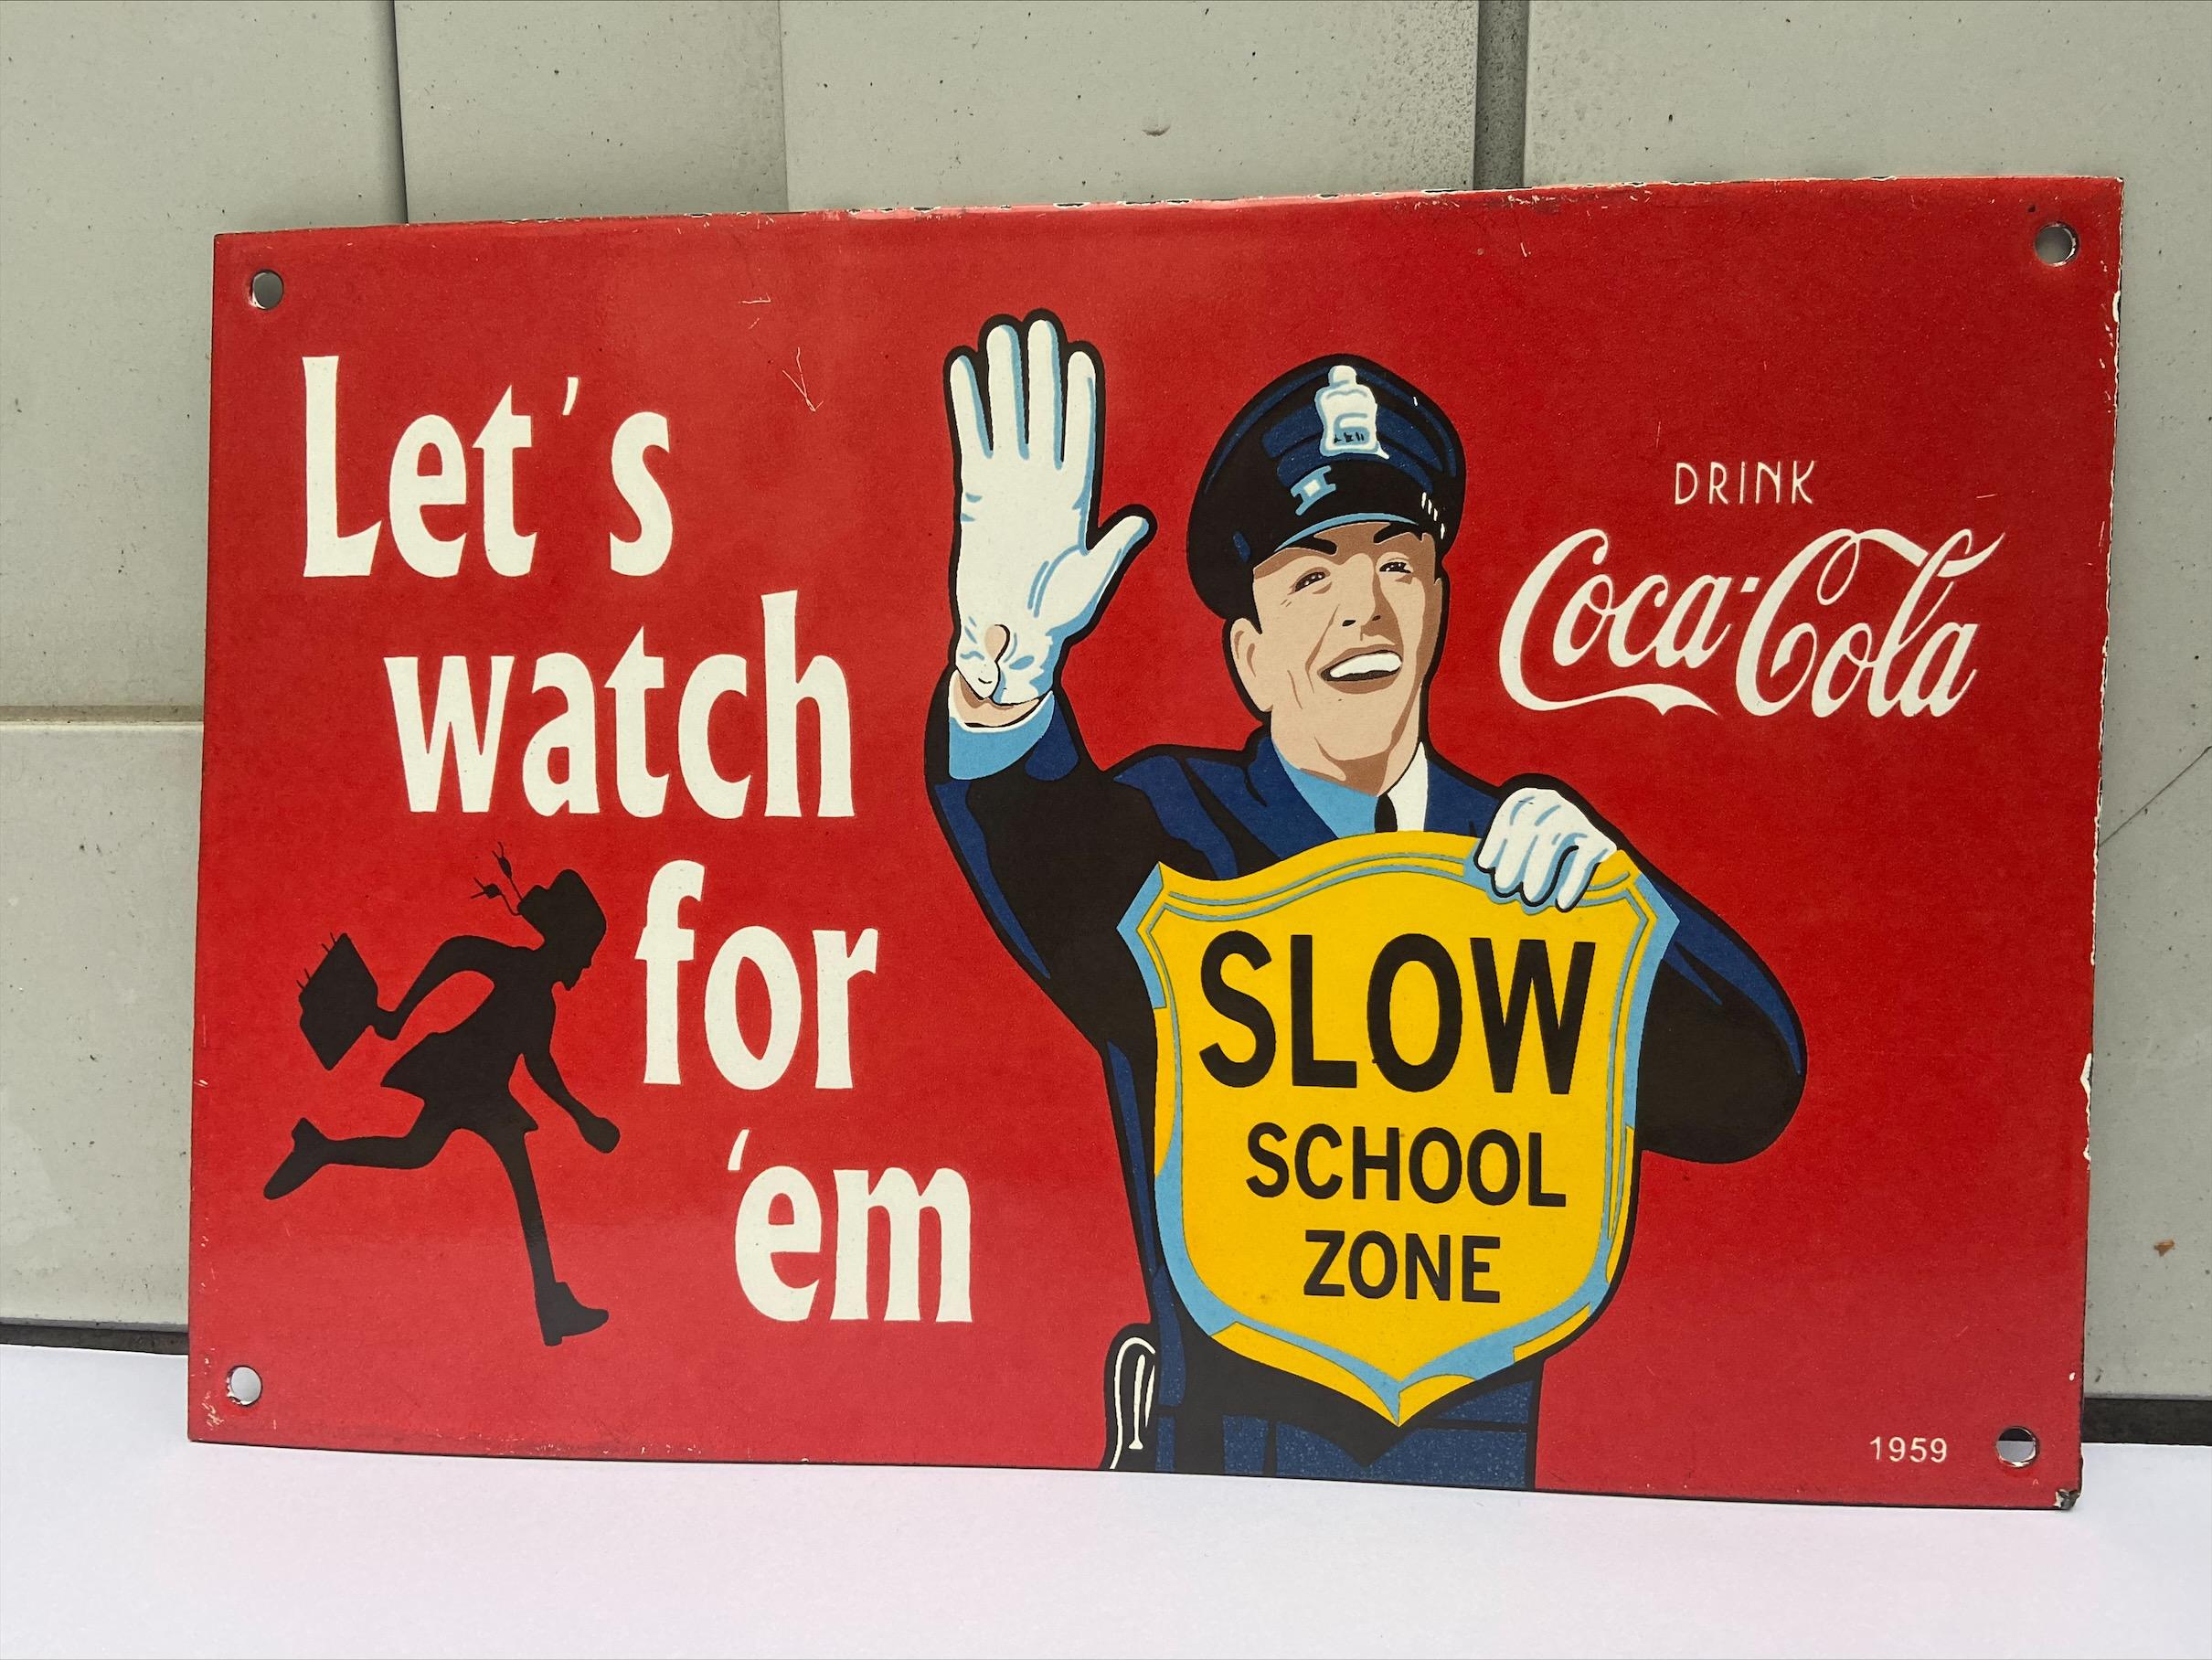 Let's
watch
for
'em
DRINK
Coca-Cola
SLOW
SCHOOL
ZONE
1959